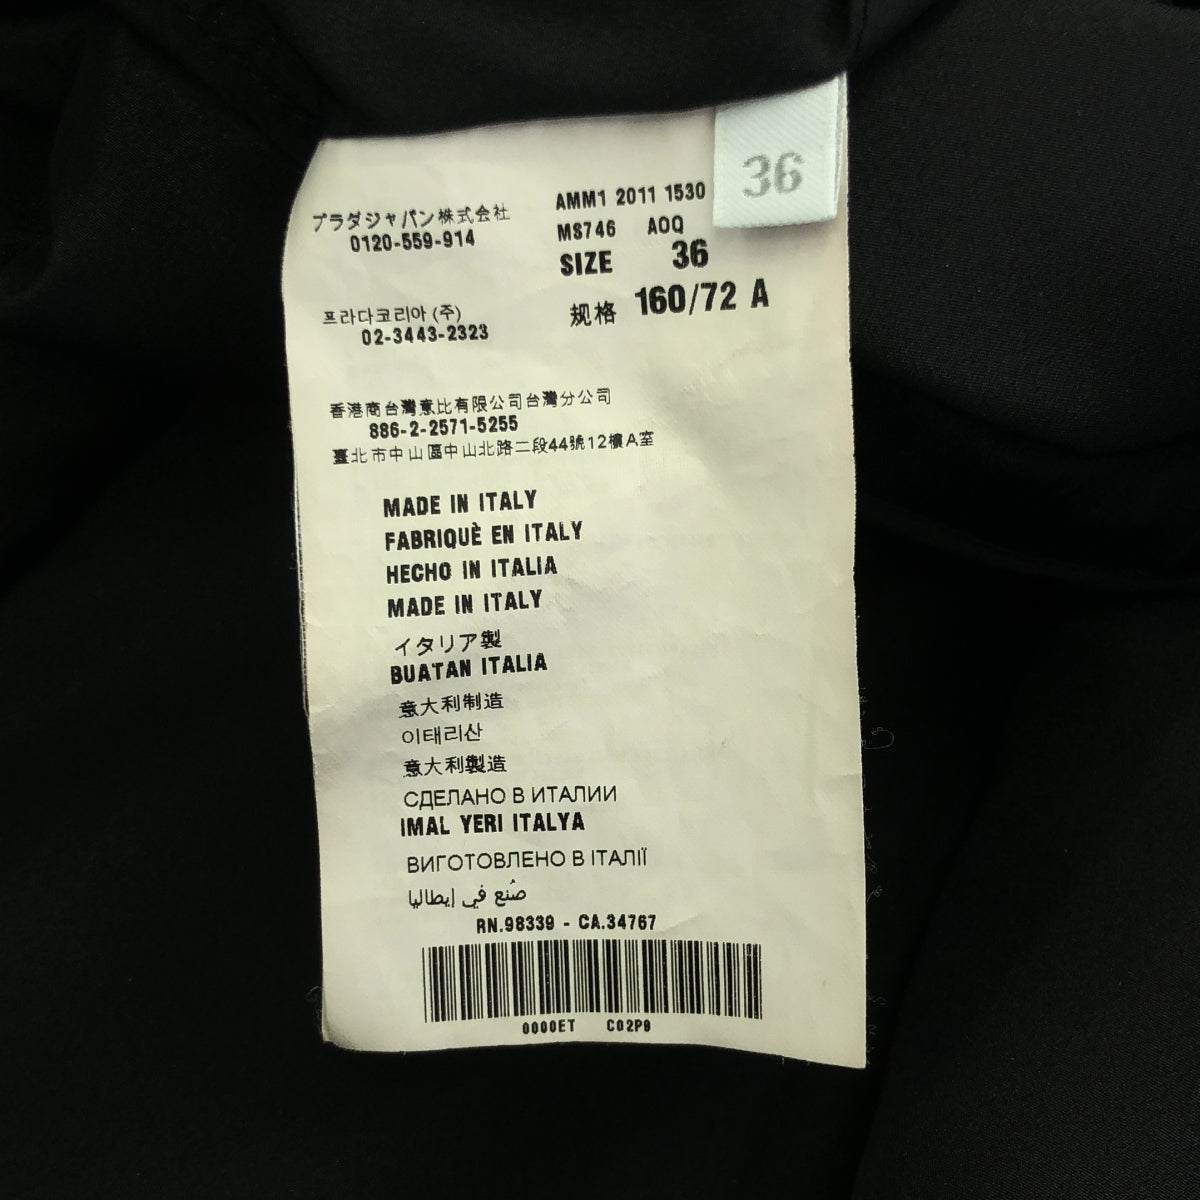 36
プラダジャパン株式会社
0120-559-914
AMM1 2011 1530
MS746 AOQ
SIZE 36
规格 160/72 A
프라다코리아 (주)
02-3443-2323
香港商台灣意比有限公司台灣分公司
886-2-2571-5255
臺北市中山區中山北路二段44號12樓A室
MADE IN ITALY
FABRIQUÈ EN ITALY
HECHO IN ITALIA
MADE IN ITALY
イタリア製
BUATAN ITALIA
意大利制造
이태리산
意大利製造
СДЕЛАНО В ИТАЛИИ
IMAL YERI ITALYA
ВИГОТОВЛЕНО В ІТАЛІЇ
صُنع في إيطاليا
RN.98339 - CA.34767
0000ET C02P8